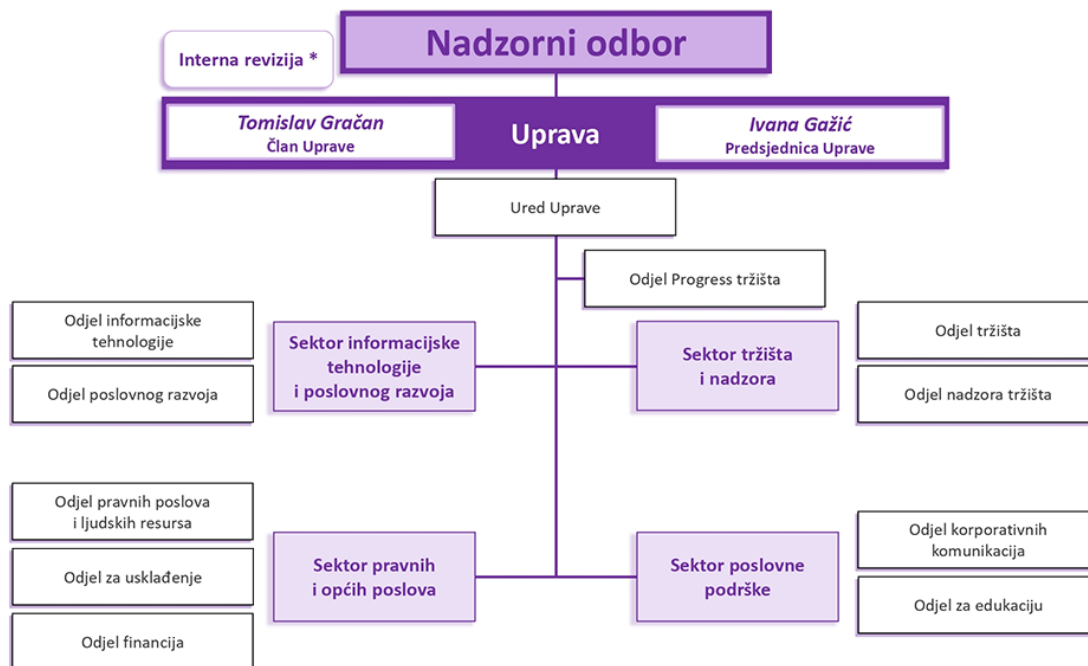 Nadzorni odbor
Interna revizija *
Tomislav Gračan
Član Uprave
Uprava
Ivana Gažić
Predsjednica Uprave
Ured Uprave
Odjel Progress tržišta
Odjel informacijske
tehnologije
Odjel poslovnog razvoja
Sektor informacijske
tehnologije
i poslovnog razvoja
Sektor tržišta
i nadzora
Odjel tržišta
Odjel nadzora tržišta
Odjel pravnih poslova
i ljudskih resursa
Odjel za usklađenje
Odjel financija
Sektor pravnih
i općih poslova
Sektor poslovne
podrške
Odjel korporativnih
komunikacija
Odjel za edukaciju